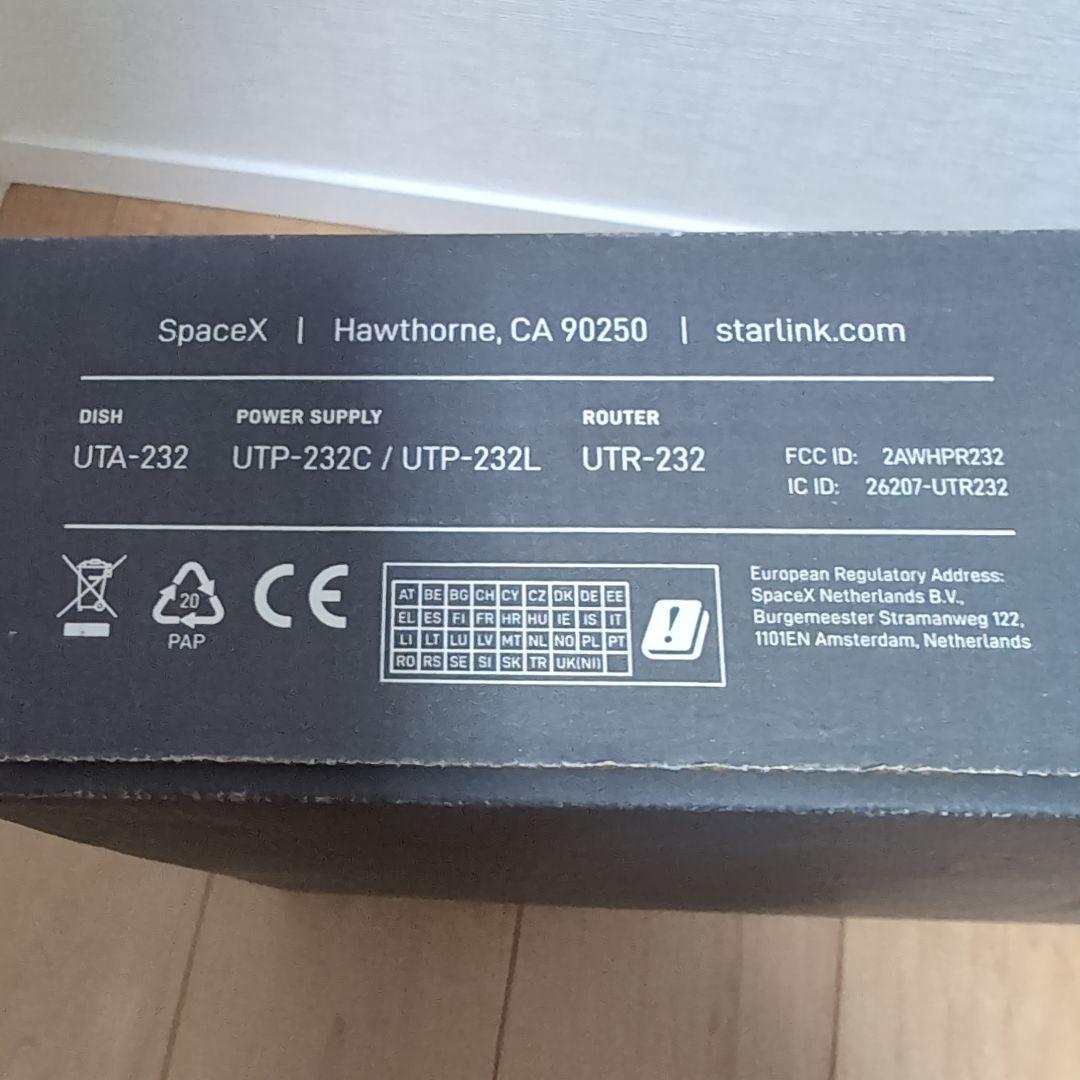 SpaceX | Hawthorne, CA 90250 | starlink.com
DISH POWER SUPPLY ROUTER
UTA-232 UTP-232C / UTP-232L UTR-232
FCC ID: 2AWHPR232
IC ID: 26207-UTR232
20
PAP
CE
AT BE BG CH CY CZ DK DE EE
EL ES FI FR HR HU IE IS IT
LI LT LU LV MT NL NO PL PT
RO RS SE SI SK TR UK(NI)
!
European Regulatory Address:
SpaceX Netherlands B.V.,
Burgemeester Stramanweg 122,
1101EN Amsterdam, Netherlands